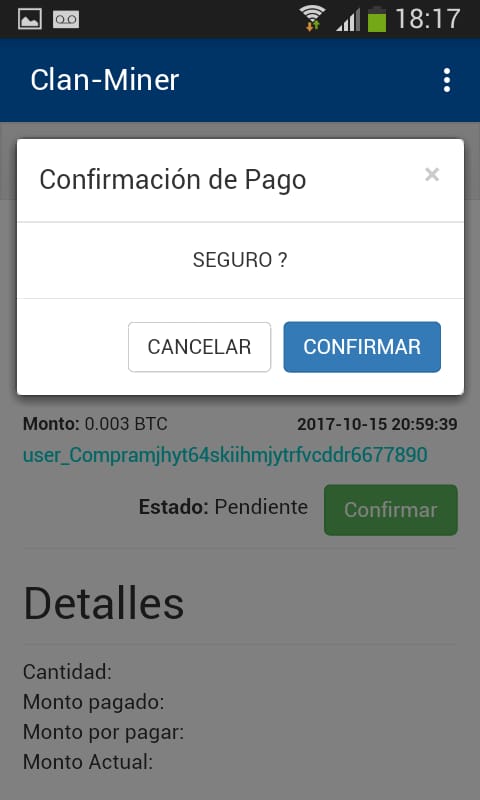 18:17
Clan-Miner
Confirmación de Pago ×
SEGURO ?
CANCELAR CONFIRMAR
Monto: 0.003 BTC 2017-10-15 20:59:39
user_Compramjhyt64skiihmjytrfvcddr6677890
Estado: Pendiente Confirmar
Detalles
Cantidad:
Monto pagado:
Monto por pagar:
Monto Actual: